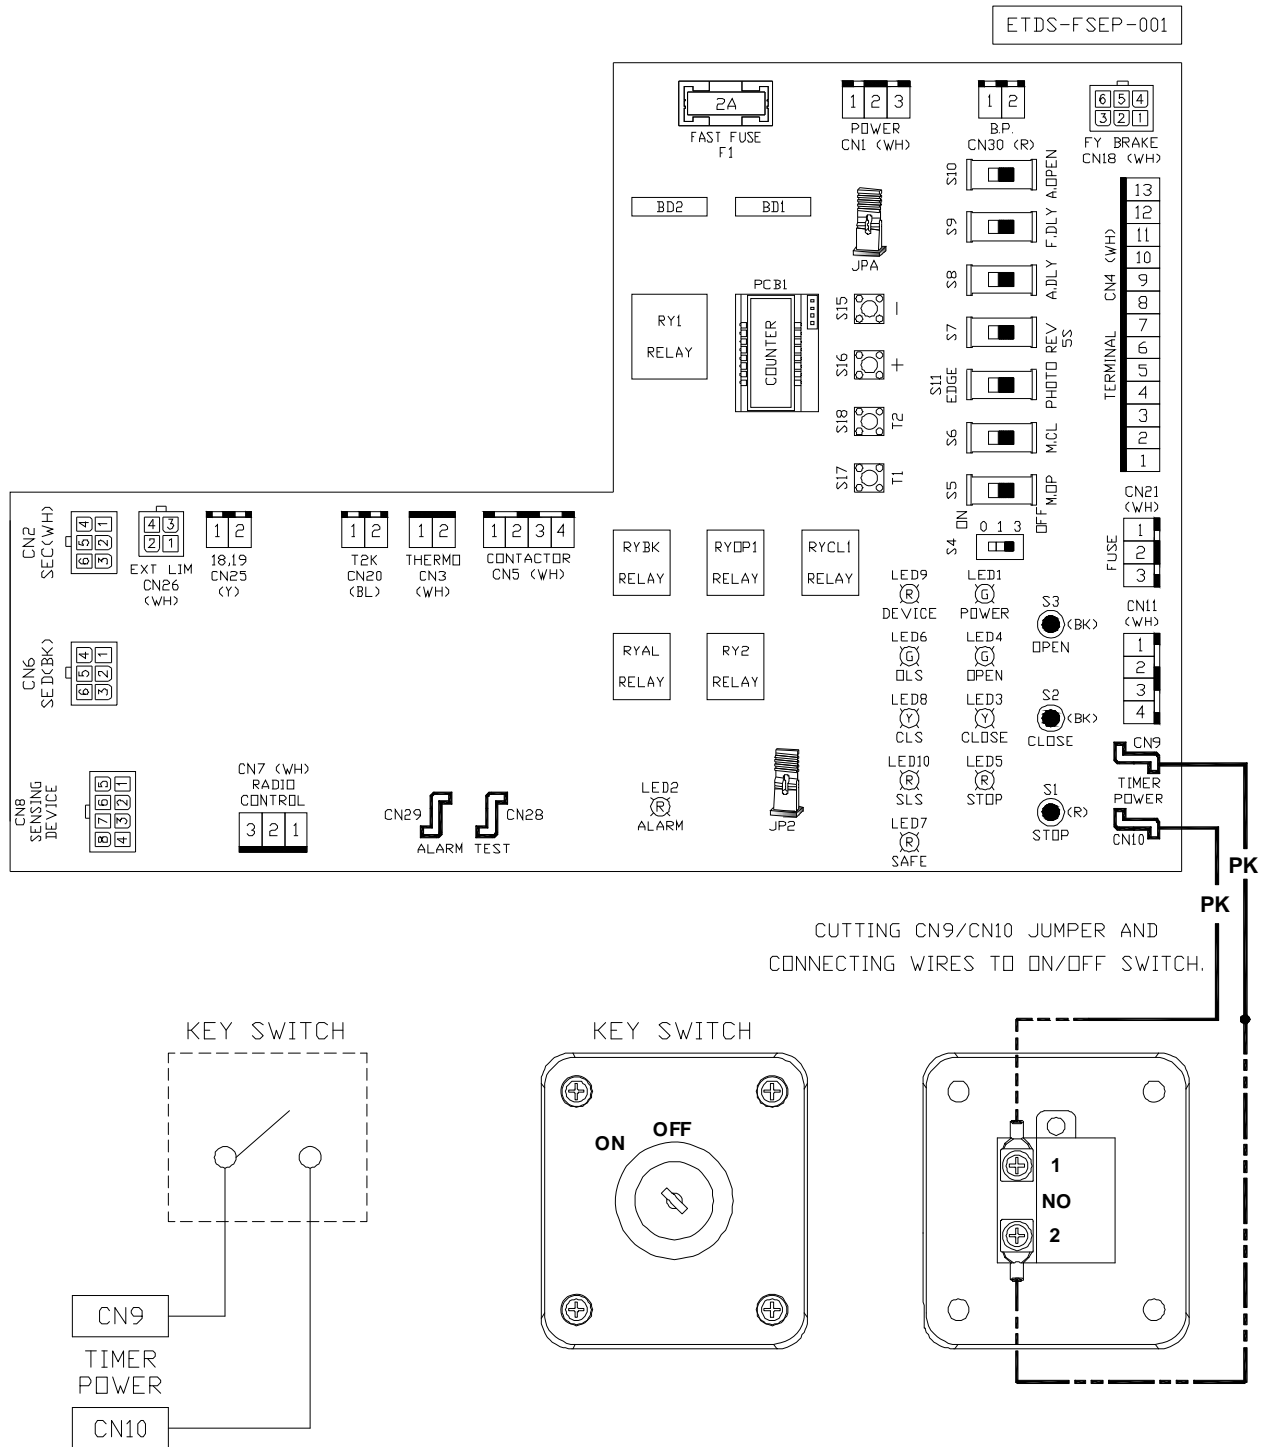 ETDS-FSEP-001
2A
FAST FUSE
F1
1 2 3
POWER
CN1 (WH)
1 2
B.P.
CN30 (R)
6 5 4
3 2 1
FY BRAKE
CN18 (WH)
BD2
BD1
JPA
S10
A.OPEN
S9
F.DLY
S8
A.DLY
S7
REV
5S
S11
EDGE
PHOTO
S6
M.CL
S5
M.OP
ON
OFF
S4
0 1 3
TERMINAL
CN4 (WH)
13
12
11
10
9
8
7
6
5
4
3
2
1
RY1
RELAY
PCB1
COUNTER
S15
-
S16
+
S18
T2
S17
T1
CN21
(WH)
FUSE
1
2
3
CN11
(WH)
1
2
3
4
CN2
SEC(WH)
4 1
5 2
6 3
4 3
2 1
EXT LIM
CN26
(WH)
1 2
18,19
CN25
(Y)
1 2
T2K
CN20
(BL)
1 2
THERMO
CN3
(WH)
1 2 3 4
CONTACTOR
CN5 (WH)
RYBK
RELAY
RYOP1
RELAY
RYCL1
RELAY
RYAL
RELAY
RY2
RELAY
LED9
R
DEVICE
LED1
G
POWER
LED6
G
OLS
LED4
G
OPEN
LED8
Y
CLS
LED3
Y
CLOSE
LED10
R
SLS
LED5
R
STOP
LED7
R
SAFE
S3
(BK)
OPEN
S2
(BK)
CLOSE
S1
(R)
STOP
CN6
SED(BK)
4 1
5 2
6 3
CN8
SENSING
DEVICE
5 1
6 2
7 3
8 4
CN7 (WH)
RADIO
CONTROL
3 2 1
CN29
ALARM
CN28
TEST
LED2
R
ALARM
JP2
CN9
TIMER
POWER
CN10
PK
PK
CUTTING CN9/CN10 JUMPER AND
CONNECTING WIRES TO ON/OFF SWITCH.
KEY SWITCH
CN9
TIMER
POWER
CN10
KEY SWITCH
ON
OFF
1
NO
2